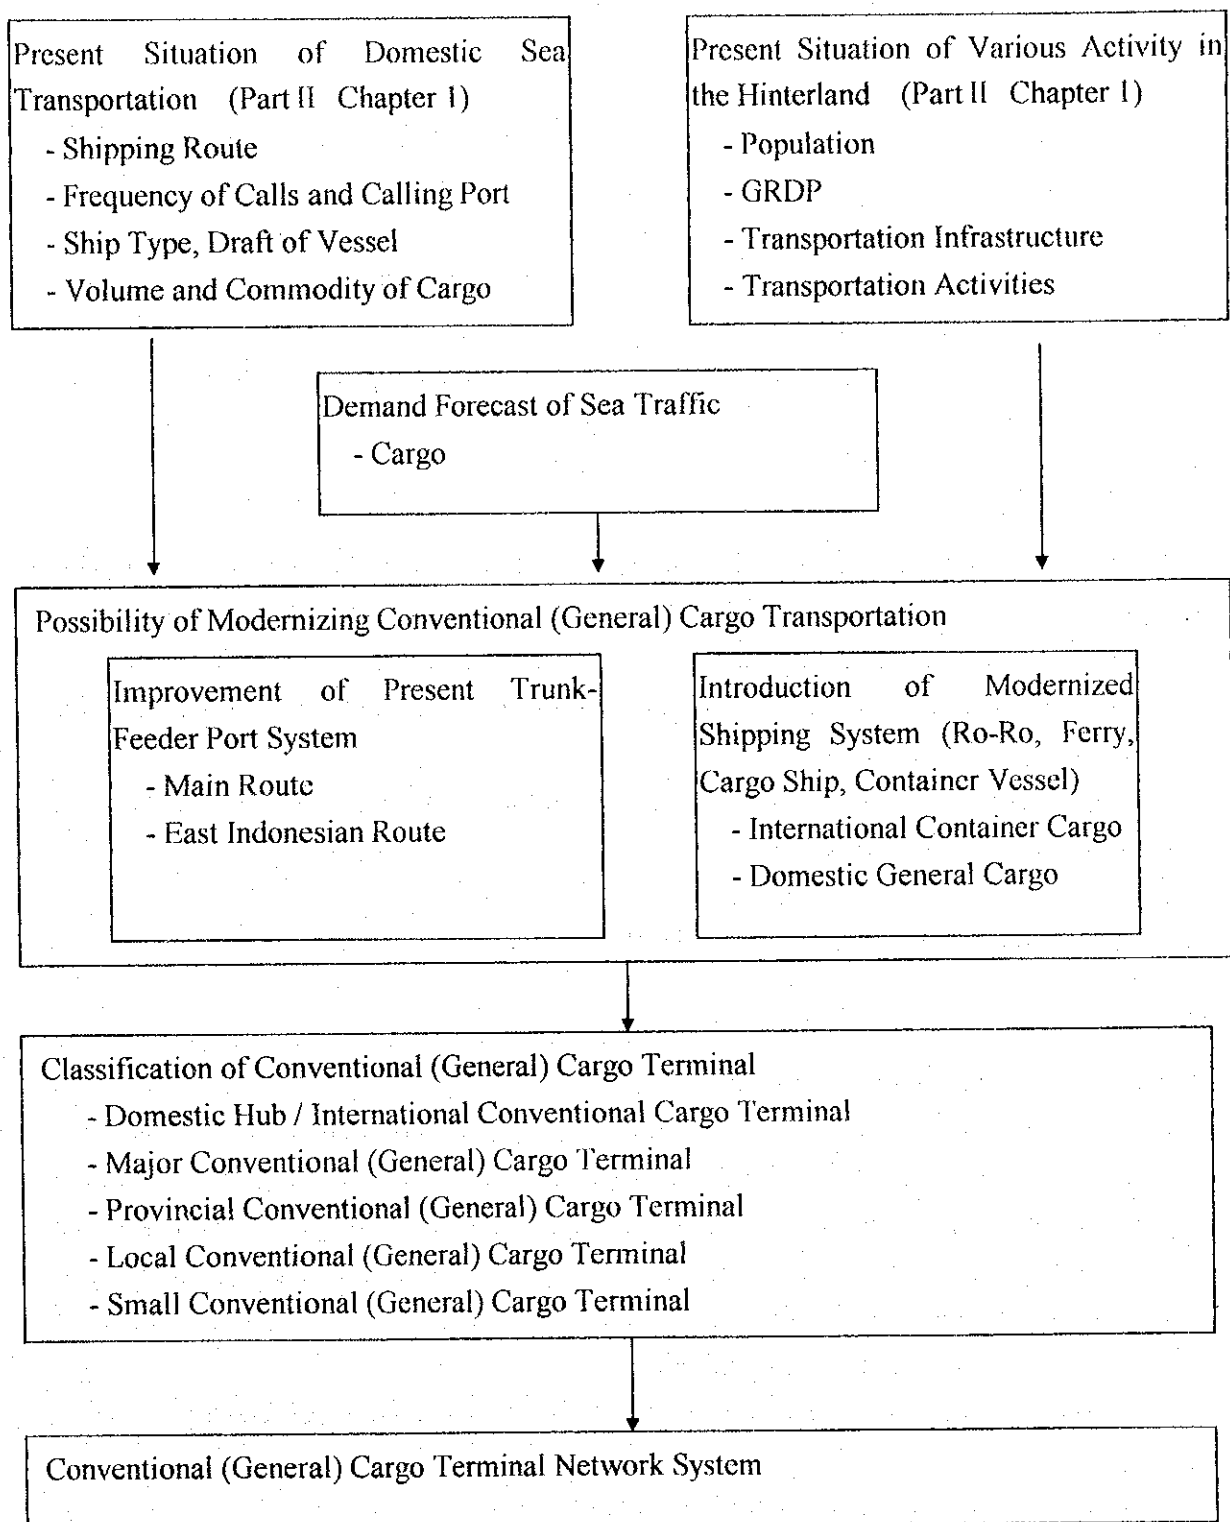 Present Situation of Domestic Sea
Transportation (Part II Chapter 1)
- Shipping Route
- Frequency of Calls and Calling Port
- Ship Type, Draft of Vessel
- Volume and Commodity of Cargo
Present Situation of Various Activity in
the Hinterland (Part II Chapter 1)
- Population
- GRDP
- Transportation Infrastructure
- Transportation Activities
Demand Forecast of Sea Traffic
- Cargo
Possibility of Modernizing Conventional (General) Cargo Transportation
Improvement of Present Trunk-
Feeder Port System
- Main Route
- East Indonesian Route
Introduction of Modernized
Shipping System (Ro-Ro, Ferry,
Cargo Ship, Container Vessel)
- International Container Cargo
- Domestic General Cargo
Classification of Conventional (General) Cargo Terminal
- Domestic Hub / International Conventional Cargo Terminal
- Major Conventional (General) Cargo Terminal
- Provincial Conventional (General) Cargo Terminal
- Local Conventional (General) Cargo Terminal
- Small Conventional (General) Cargo Terminal
Conventional (General) Cargo Terminal Network System